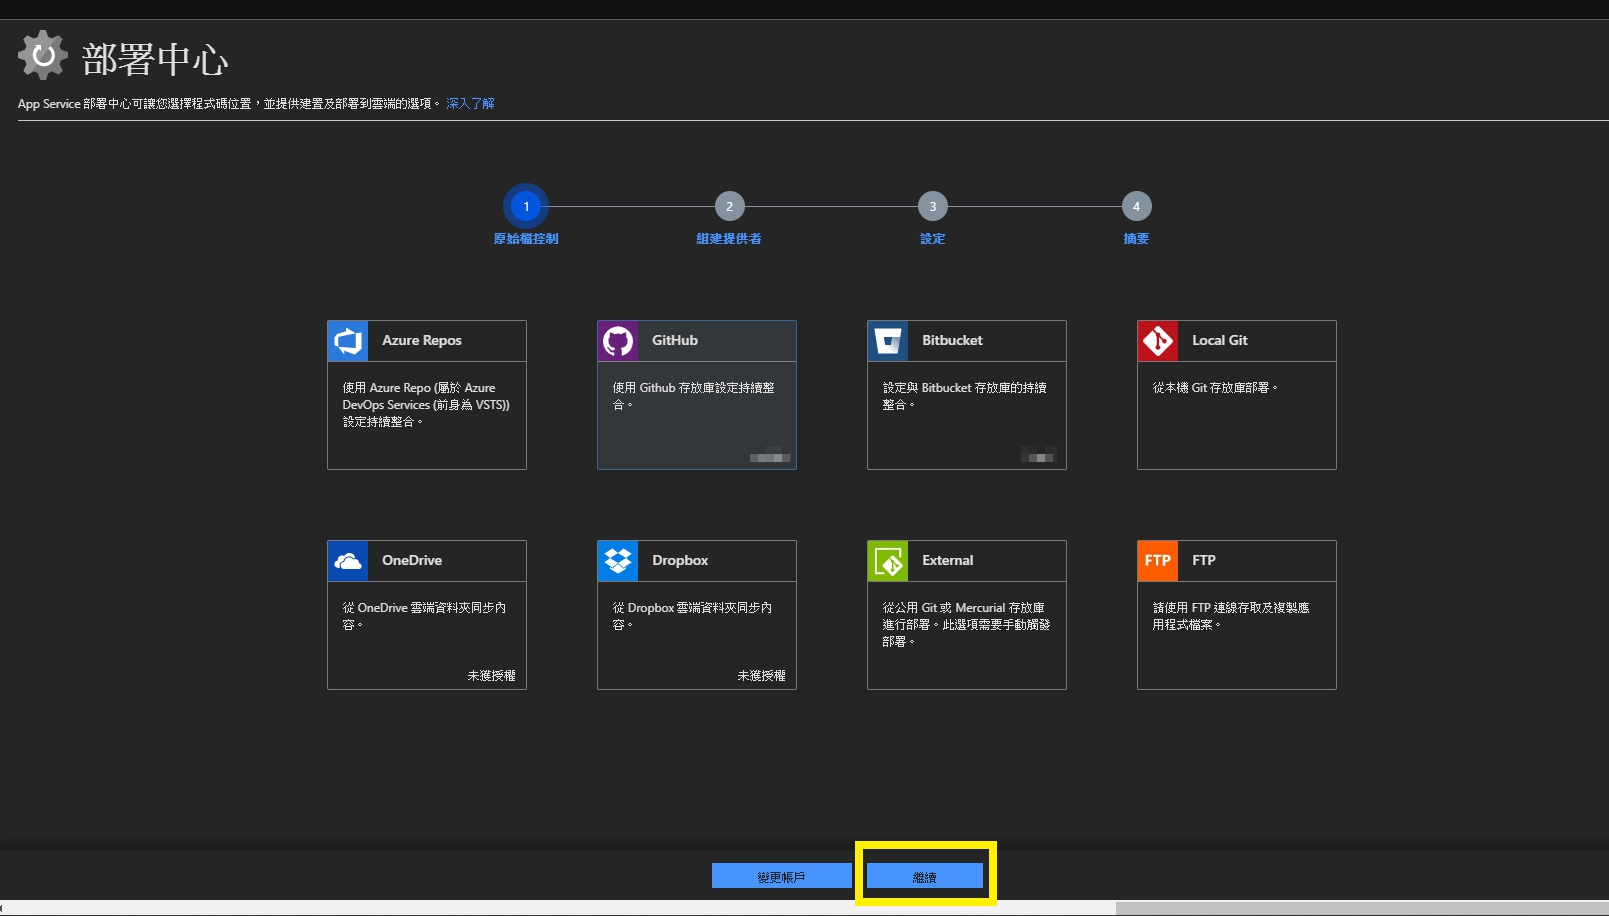 部署中心
App Service 部署中心可讓您選擇程式碼位置，並提供建置及部署到雲端的選項。 深入了解
1
2
3
4
原始檔控制
組建提供者
設定
摘要
Azure Repos
使用 Azure Repo (屬於 Azure
DevOps Services (前身為 VSTS))
設定持續整合。
GitHub
使用 Github 存放庫設定持續整
合。
Bitbucket
設定與 Bitbucket 存放庫的持續
整合。
Local Git
從本機 Git 存放庫部署。
OneDrive
從 OneDrive 雲端資料夾同步內
容。
未獲授權
Dropbox
從 Dropbox 雲端資料夾同步內
容。
未獲授權
External
從公用 Git 或 Mercurial 存放庫
進行部署。此選項需要手動觸發
部署。
FTP FTP
請使用 FTP 連線存取及複製應
用程式檔案。
變更帳戶
繼續